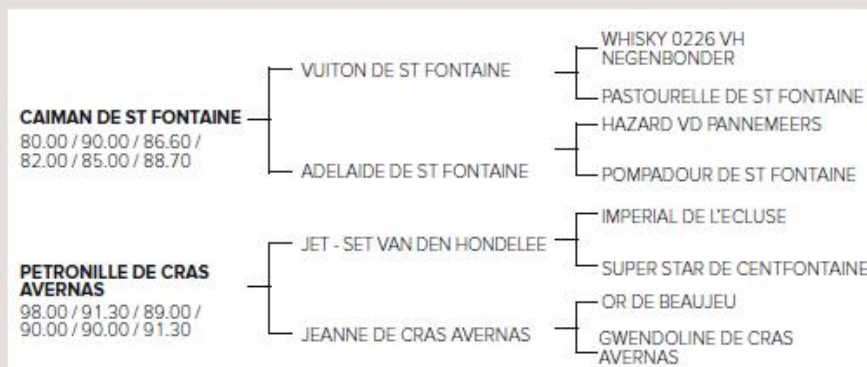 WHISKY 0226 VH
NEGENBONDER
VUITON DE ST FONTAINE
PASTOURELLE DE ST FONTAINE
CAIMAN DE ST FONTAINE
80.00 / 90.00 / 86.60 /
82.00 / 85.00 / 88.70
HAZARD VD PANNEMEERS
ADELAIDE DE ST FONTAINE
POMPADOUR DE ST FONTAINE
IMPERIAL DE L'ECLUSE
JET - SET VAN DEN HONDELEE
SUPER STAR DE CENTFONTAINE
PETRONILLE DE CRAS
AVERNAS
98.00 / 91.30 / 89.00 /
90.00 / 90.00 / 91.30
OR DE BEAUJEU
JEANNE DE CRAS AVERNAS
GWENDOLINE DE CRAS
AVERNAS